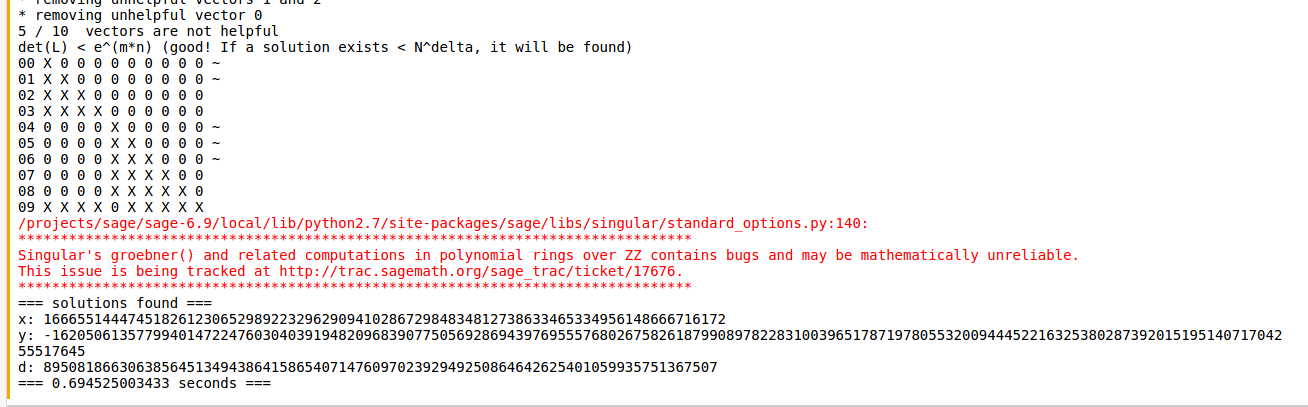 * removing unhelpful vectors 1 and 2
* removing unhelpful vector 0
5 / 10  vectors are not helpful
det(L) < e^(m*n) (good! If a solution exists < N^delta, it will be found)
00 X 0 0 0 0 0 0 0 0 0 ~
01 X X 0 0 0 0 0 0 0 0 ~
02 X X X 0 0 0 0 0 0 0
03 X X X X 0 0 0 0 0 0
04 0 0 0 0 X 0 0 0 0 0 ~
05 0 0 0 0 X X 0 0 0 0 ~
06 0 0 0 0 X X X 0 0 0 ~
07 0 0 0 0 X X X X 0 0
08 0 0 0 0 X X X X X 0
09 X X X X 0 X X X X X
/projects/sage/sage-6.9/local/lib/python2.7/site-packages/sage/libs/singular/standard_options.py:140:
********************************************************************************
Singular's groebner() and related computations in polynomial rings over ZZ contains bugs and may be mathematically unreliable.
This issue is being tracked at http://trac.sagemath.org/sage_trac/ticket/17676.
********************************************************************************
=== solutions found ===
x: 166655144474518261230652989223296290941028672984834812738633465334956148666716172
y: -1620506135779940147224760304039194820968390775055692869439769555576802675826187990897822831003965178719780553200944452216325380287392015195140717042
55517645
d: 89508186630638564513494386415865407147609702392949250864642625401059935751367507
=== 0.694525003433 seconds ===